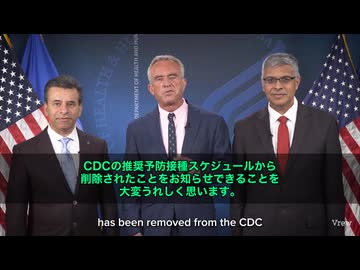 DEPARTMENT OF HEALTH AND HUM
CDCの推奨予防接種スケジュールから
削除されたことをお知らせできることを
大変うれしく思います。
has been removed from the CDC
Vrew